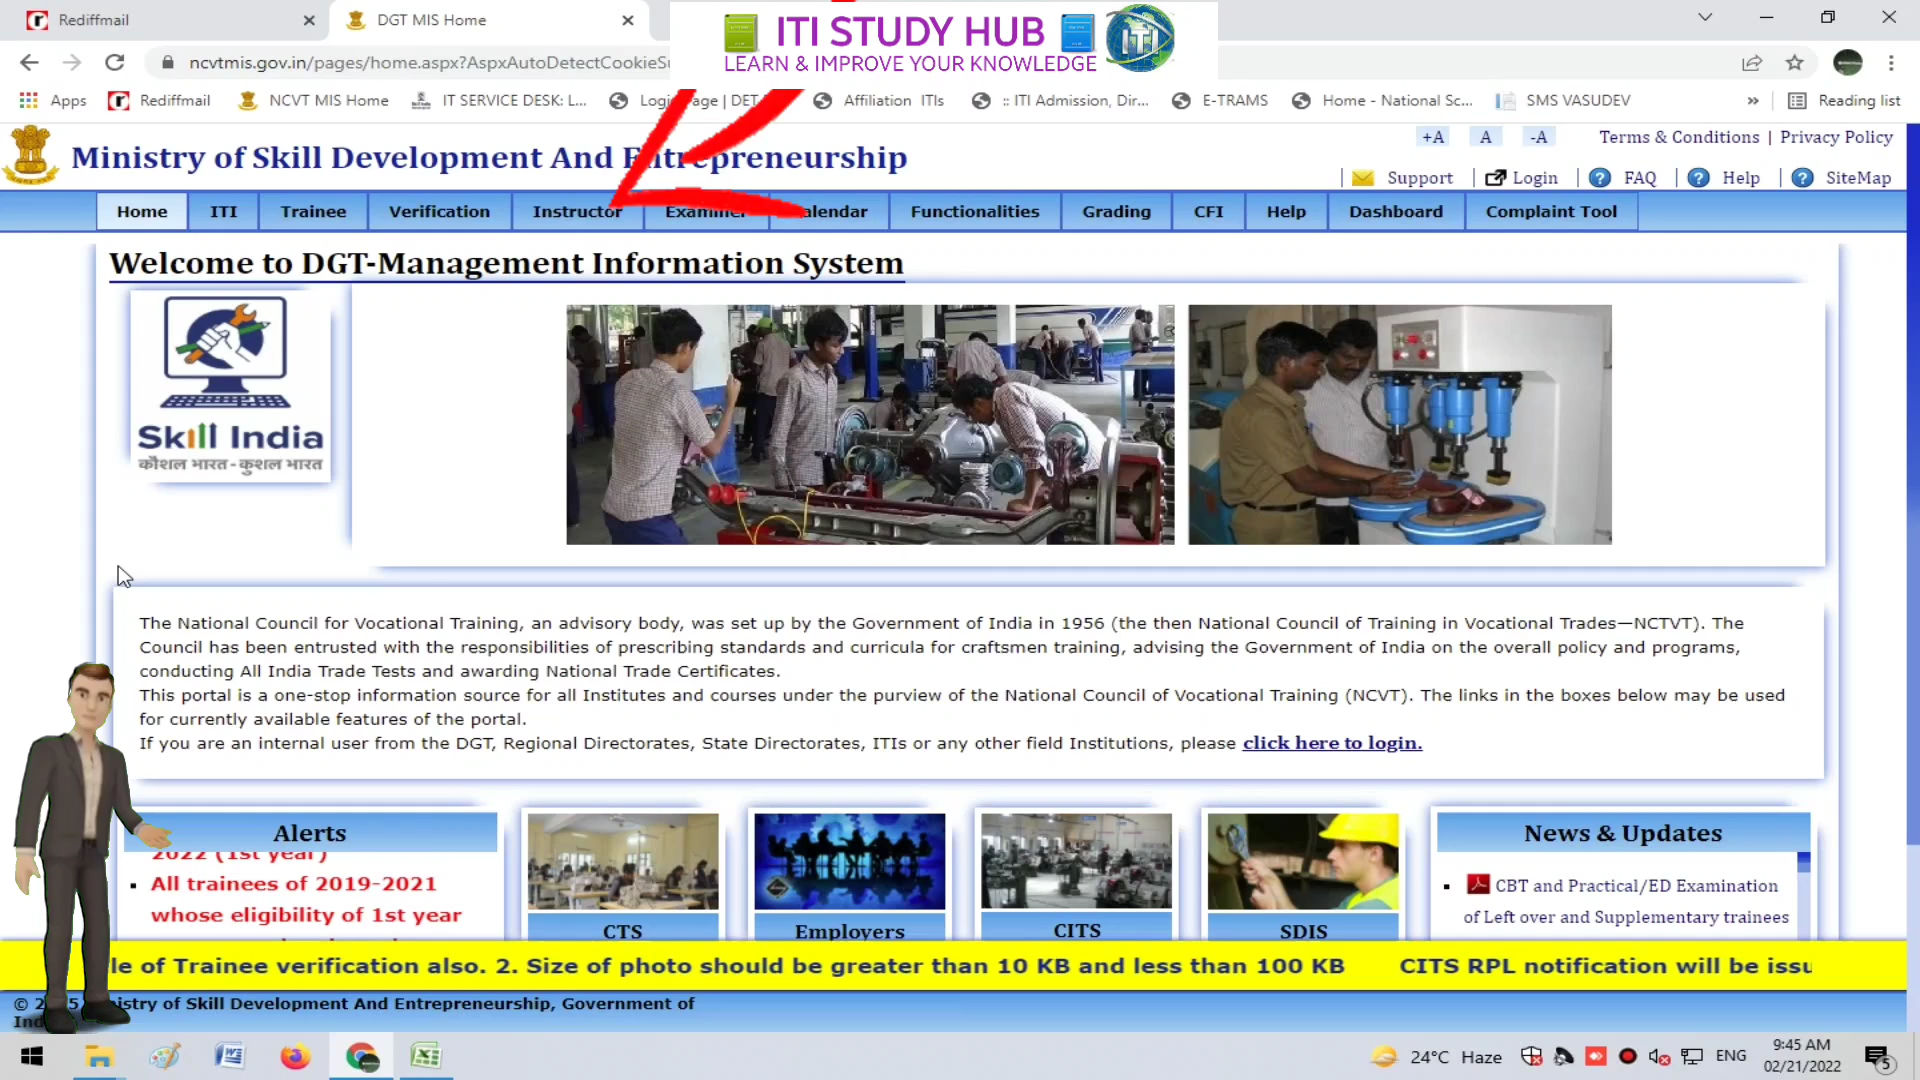 Rediffmail
DGT MIS Home
ITI STUDY HUB
ITI
LEARN & IMPROVE YOUR KNOWLEDGE
ncvtmis.gov.in/pages/home.aspx?AspxAutoDetectCookieSu
Apps
Rediffmail
NCVT MIS Home
IT SERVICE DESK: L...
Login Page | DET
Affiliation ITIs
:: ITI Admission, Dir...
E-TRAMS
Home - National Sc...
SMS VASUDEV
»
Reading list
Ministry of Skill Development And Entrepreneurship
+A
A
-A
Terms & Conditions | Privacy Policy
Support
Login
FAQ
Help
SiteMap
Home
ITI
Trainee
Verification
Instructor
Examiner
alendar
Functionalities
Grading
CFI
Help
Dashboard
Complaint Tool
Welcome to DGT-Management Information System
Skill India
कौशल भारत-कुशल भारत
The National Council for Vocational Training, an advisory body, was set up by the Government of India in 1956 (the then National Council of Training in Vocational Trades—NCTVT). The
Council has been entrusted with the responsibilities of prescribing standards and curricula for craftsmen training, advising the Government of India on the overall policy and programs,
conducting All India Trade Tests and awarding National Trade Certificates.
This portal is a one-stop information source for all Institutes and courses under the purview of the National Council of Vocational Training (NCVT). The links in the boxes below may be used
for currently available features of the portal.
If you are an internal user from the DGT, Regional Directorates, State Directorates, ITIs or any other field Institutions, please click here to login.
Alerts
2022 (1st year)
All trainees of 2019-2021
whose eligibility of 1st year
CTS
Employers
CITS
SDIS
News & Updates
CBT and Practical/ED Examination
of Left over and Supplementary trainees
le of Trainee verification also. 2. Size of photo should be greater than 10 KB and less than 100 KB
CITS RPL notification will be issu
© 2 5 istry of Skill Development And Entrepreneurship, Government of
Ind
24°C Haze
ENG
9:45 AM
02/21/2022
5